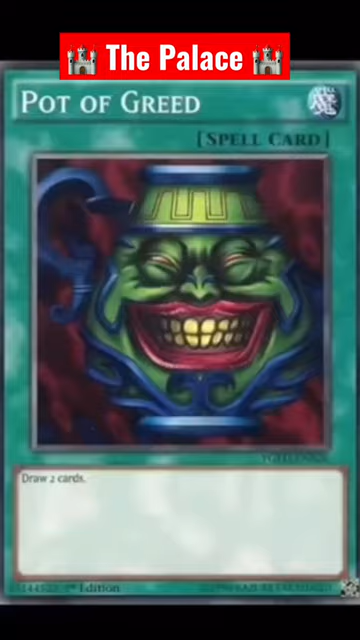 🏰 The Palace 🏰
POT OF GREED
[SPELL CARD]
Draw 2 cards.
1st Edition